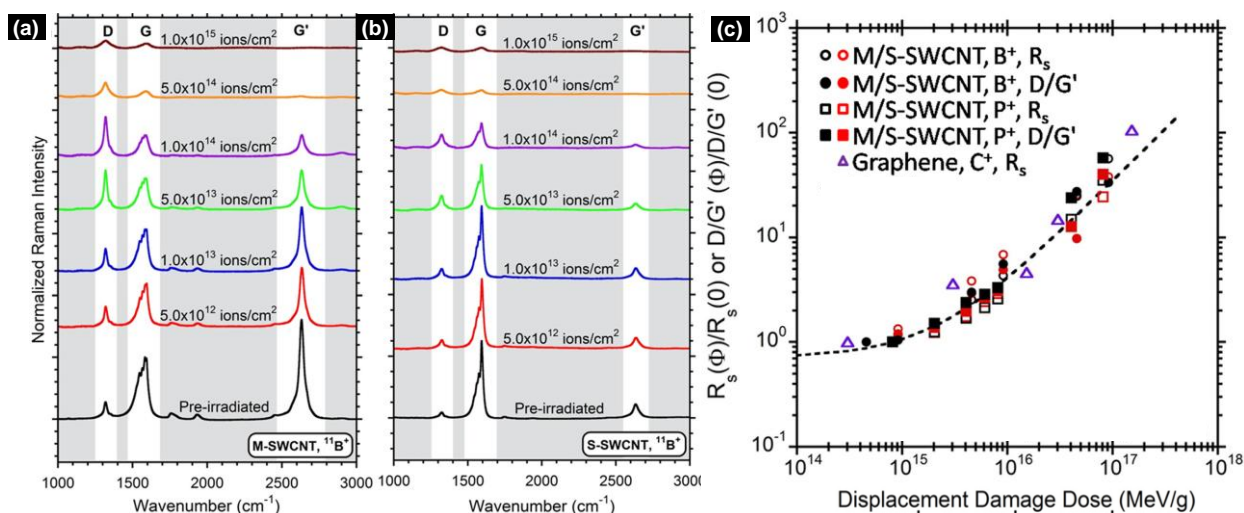 (a)
D G G'
1.0x10^15 ions/cm^2
5.0x10^14 ions/cm^2
1.0x10^14 ions/cm^2
5.0x10^13 ions/cm^2
1.0x10^13 ions/cm^2
5.0x10^12 ions/cm^2
Pre-irradiated
M-SWCNT, ^11B^+
Normalized Raman Intensity
1000 1500 2000 2500 3000
Wavenumber (cm^-1)
(b)
D G G'
1.0x10^15 ions/cm^2
5.0x10^14 ions/cm^2
1.0x10^14 ions/cm^2
5.0x10^13 ions/cm^2
1.0x10^13 ions/cm^2
5.0x10^12 ions/cm^2
Pre-irradiated
S-SWCNT, ^11B^+
1000 1500 2000 2500 3000
Wavenumber (cm^-1)
(c)
R_s(Φ)/R_s(0) or D/G'(Φ)/D/G'(0)
10^3
10^2
10^1
10^0
10^-1
M/S-SWCNT, B^+, R_s
M/S-SWCNT, B^+, D/G'
M/S-SWCNT, P^+, R_s
M/S-SWCNT, P^+, D/G'
Graphene, C^+, R_s
10^14 10^15 10^16 10^17 10^18
Displacement Damage Dose (MeV/g)